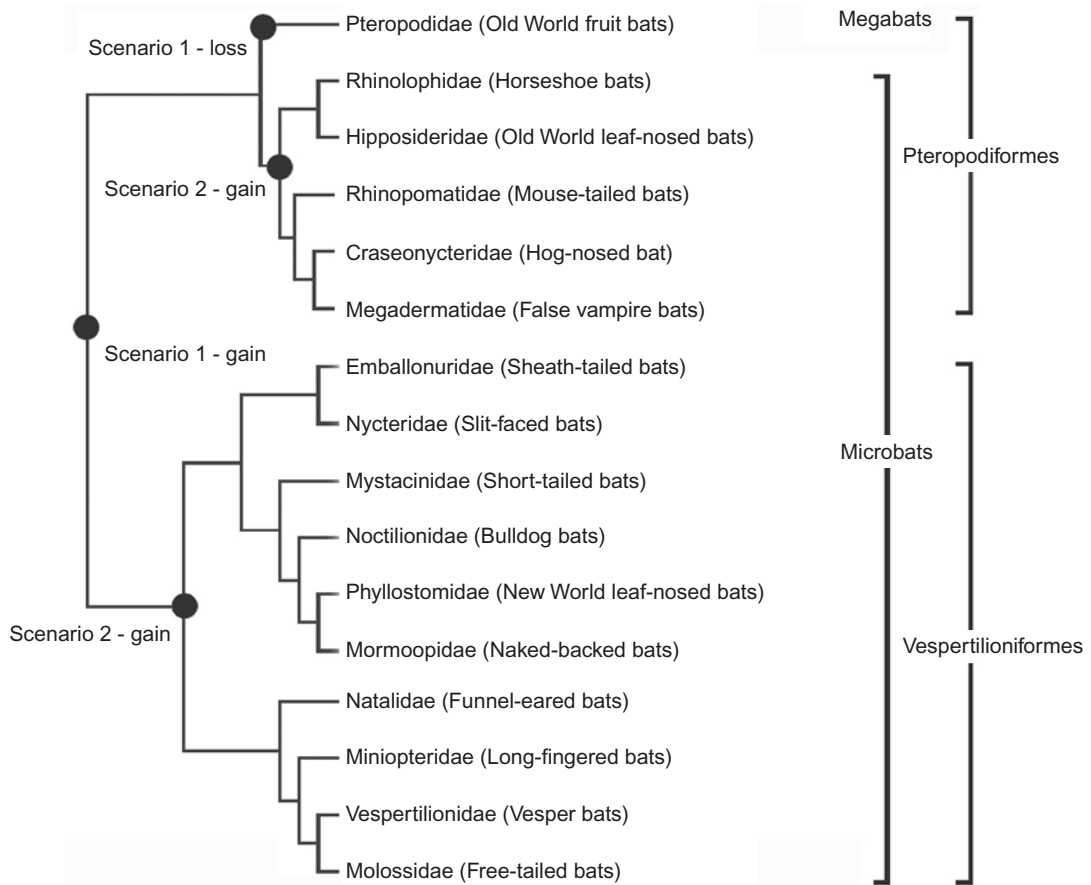 Pteropodidae (Old World fruit bats)
Megabats
Scenario 1 - loss
Rhinolophidae (Horseshoe bats)
Hipposideridae (Old World leaf-nosed bats)
Pteropodiformes
Scenario 2 - gain
Rhinopomatidae (Mouse-tailed bats)
Craseonycteridae (Hog-nosed bat)
Megadermatidae (False vampire bats)
Scenario 1 - gain
Emballonuridae (Sheath-tailed bats)
Nycteridae (Slit-faced bats)
Microbats
Mystacinidae (Short-tailed bats)
Noctilionidae (Bulldog bats)
Phyllostomidae (New World leaf-nosed bats)
Scenario 2 - gain
Mormoopidae (Naked-backed bats)
Vespertilioniformes
Natalidae (Funnel-eared bats)
Miniopteridae (Long-fingered bats)
Vespertilionidae (Vesper bats)
Molossidae (Free-tailed bats)